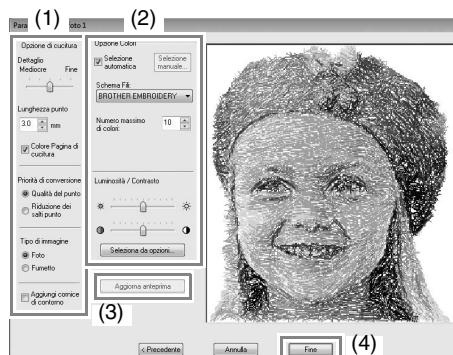 (1)
(2)
Para
oto 1
Opzione di cucitura
Dettaglio
Mediocre Fine
Lunghezza punto
3.0 mm
Colore Pagina di
cucitura
Priorità di conversione
Qualità del punto
Riduzione dei
salti punto
Tipo di immagine
Foto
Fumetto
Aggiungi cornice
di contorno
Opzione Colori
Selezione
automatica
Selezione
manuale...
Schema Fili:
BROTHER EMBROIDERY
Numero massimo
di colori:
10
Luminosità / Contrasto
Seleziona da opzioni...
Aggiorna anteprima
(3)
< Precedente
Annulla
Fine
(4)